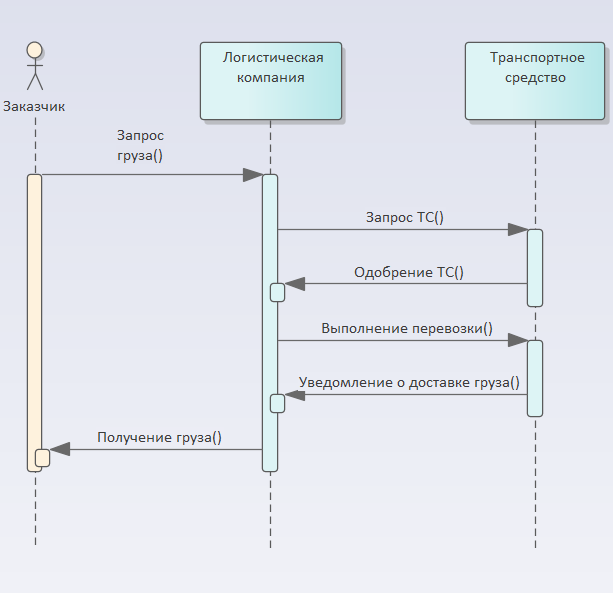 Заказчик
Логистическая
компания
Транспортное
средство
Запрос
груза()
Запрос ТС()
Одобрение ТС()
Выполнение перевозки()
Уведомление о доставке груза()
Получение груза()